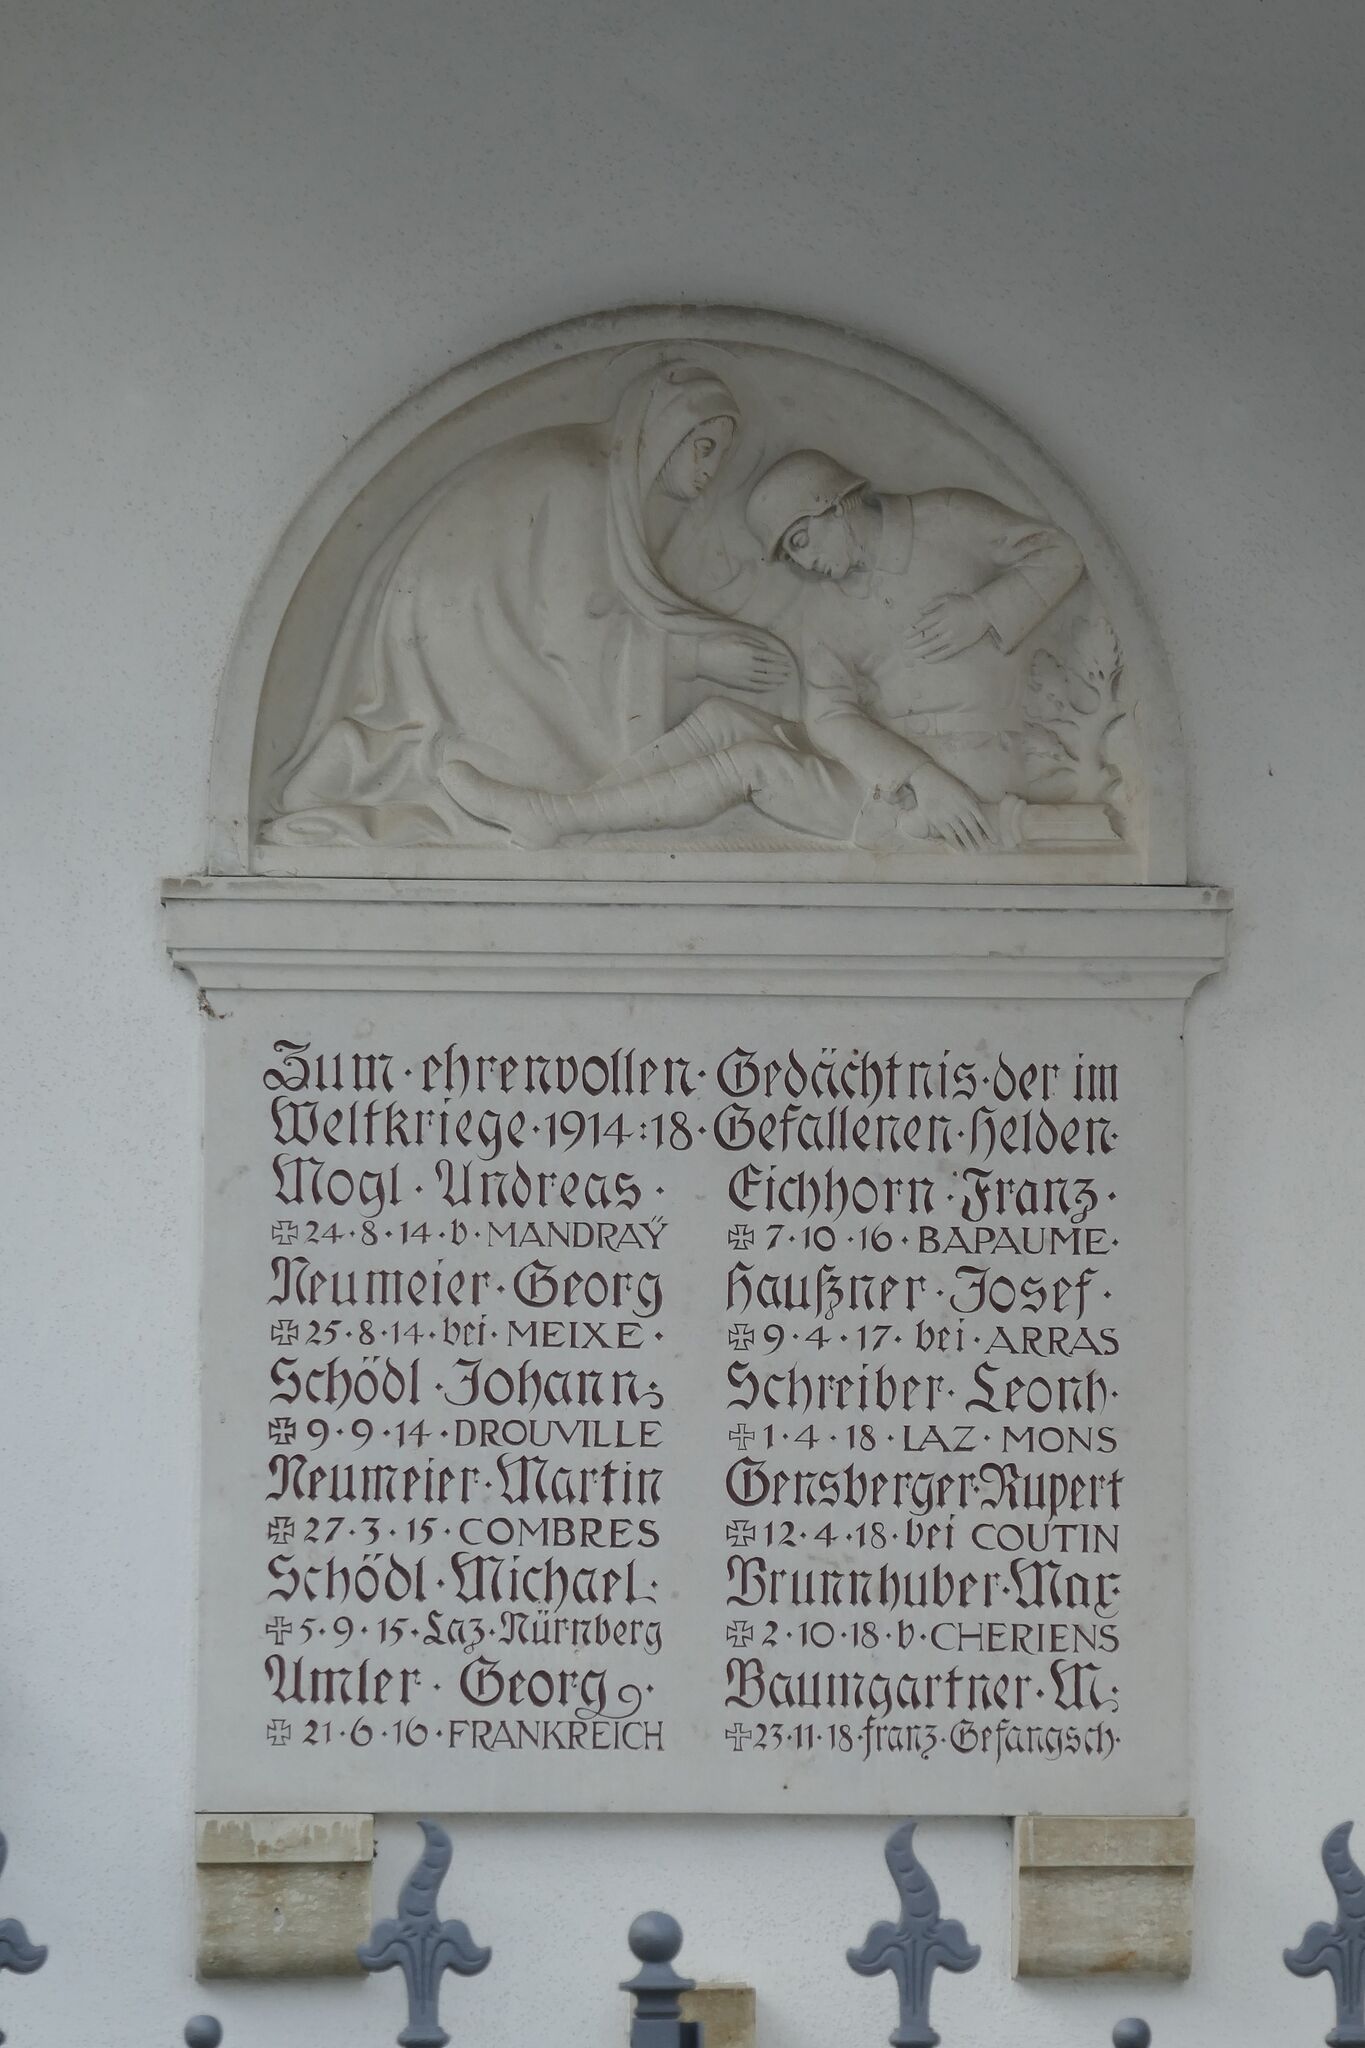 Zum · ehrenvollen · Gedächtnis · der im
Weltkriege · 1914 : 18 · Gefallenen · Helden ·
Mogl · Andreas ·
✠ 24 · 8 · 14 · b · MANDRAŸ
Neumeier · Georg
✠ 25 · 8 · 14 · bei · MEIXE ·
Schödl · Johann ;
✠ 9 · 9 · 14 · DROUVILLE
Neumeier · Martin
✠ 27 · 3 · 15 · COMBRES
Schödl · Michael .
✠ 5 · 9 · 15 · Laz · Nürnberg
Amler · Georg ·
✠ 21 · 6 · 16 · FRANKREICH
Eichhorn · Franz ·
✠ 7 · 10 · 16 · BAPAUME ·
Haußner · Josef ·
✠ 9 · 4 · 17 · bei · ARRAS
Schreiber · Leonh ·
✠ 1 · 4 · 18 · LAZ · MONS
Gensberger · Rupert
✠ 12 · 4 · 18 · bei COUTIN
Brunnhuber · Max
✠ 2 · 10 · 18 · b · CHERIENS
Baumgartner · M ;
✠ 23 · 11 · 18 · franz · Gefangsch ·